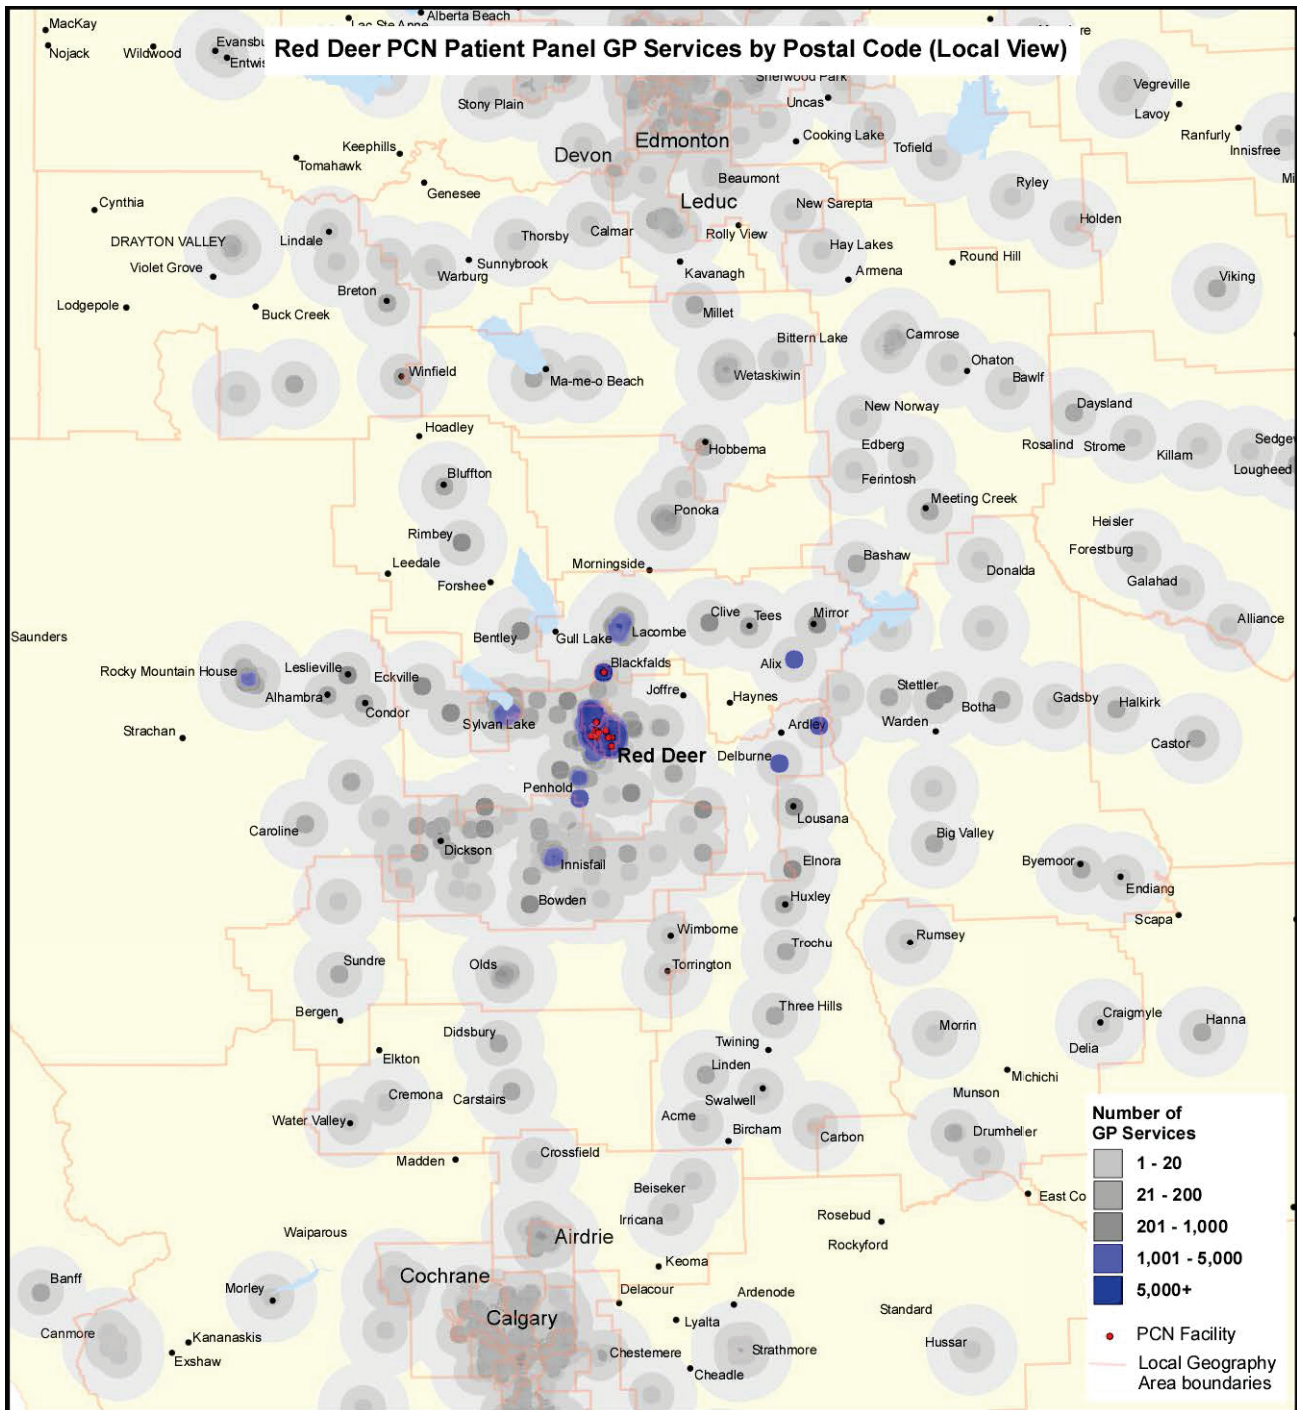 MacKay
Nojack
Wildwood
Lac Ste Anne
Alberta Beach
Red Deer PCN Patient Panel GP Services by Postal Code (Local View)
Stony Plain
Sherwood Park
Uncas
Vegreville
Lavoy
Ranfurly
Innisfree
Edmonton
Cooking Lake
Tofield
Keephills
Tomahawk
Devon
Genesee
Beaumont
Ryley
Cynthia
Leduc
New Sarepta
Holden
DRAYTON VALLEY
Lindale
Thorsby
Calmar
Rolly View
Hay Lakes
Violet Grove
Sunnybrook
Warburg
Kavanagh
Armena
Round Hill
Viking
Lodgepole
Breton
Buck Creek
Millet
Bittern Lake
Camrose
Winfield
Ma-me-o Beach
Wetaskiwin
Ohaton
Bawlf
Hoadley
New Norway
Daysland
Hobbema
Edberg
Rosalind
Strome
Killam
Lougheed
Bluffton
Ferintosh
Meeting Creek
Ponoka
Heisler
Rimbey
Forestburg
Leedale
Morningside
Bashaw
Donalda
Galahad
Forshee
Alliance
Saunders
Bentley
Gull Lake
Lacombe
Clive
Tees
Mirror
Rocky Mountain House
Leslieville
Eckville
Blackfalds
Alix
Alhambra
Condor
Joffre
Haynes
Stettler
Botha
Gadsby
Halkirk
Strachan
Sylvan Lake
Ardley
Warden
Castor
Red Deer
Delburne
Penhold
Caroline
Dickson
Lousana
Big Valley
Innisfail
Elnora
Byemoor
Endiang
Bowden
Huxley
Scapa
Wimborne
Trochu
Rumsey
Sundre
Olds
Torrington
Bergen
Three Hills
Didsbury
Morrin
Craigmyle
Hanna
Elkton
Twining
Delia
Linden
Michichi
Cremona
Carstairs
Swalwell
Munson
Water Valley
Acme
Bircham
Carbon
Drumheller
Madden
Crossfield
Beiseker
East Co
Waiparous
Irricana
Rosebud
Airdrie
Rockyford
Keoma
Banff
Morley
Cochrane
Delacour
Ardenode
Canmore
Kananaskis
Exshaw
Calgary
Lyalta
Standard
Chestemere
Strathmore
Hussar
Cheadle
Number of
GP Services
1 - 20
21 - 200
201 - 1,000
1,001 - 5,000
5,000+
PCN Facility
Local Geography
Area boundaries